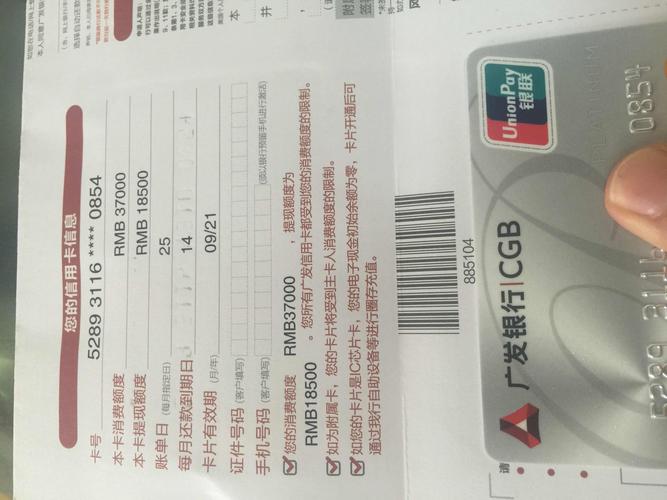 您的信用卡信息
卡号 5289 3116 **** 0854
本卡消费额度 RMB 37000
本卡提现额度 RMB 18500
账单日(每月指定日) 25
每月还款到期日 14
卡片有效期(月/年) 09/21
证件号码(客户填写)
手机号码(客户填写) (须以银行预留手机进行激活)
您的消费额度 RMB37000 ,提现额度为
RMB18500 。您所有广发信用卡都受到您的消费额度的限制。
如为附属卡,您的卡片将受到主卡人消费额度的限制。
如您的卡片是IC芯片卡,您的电子现金初始余额为零,卡片开通后可
通过我行自助设备等进行圈存充值。
885104
广发银行|CGB
UnionPay
银联
5289
0854
请